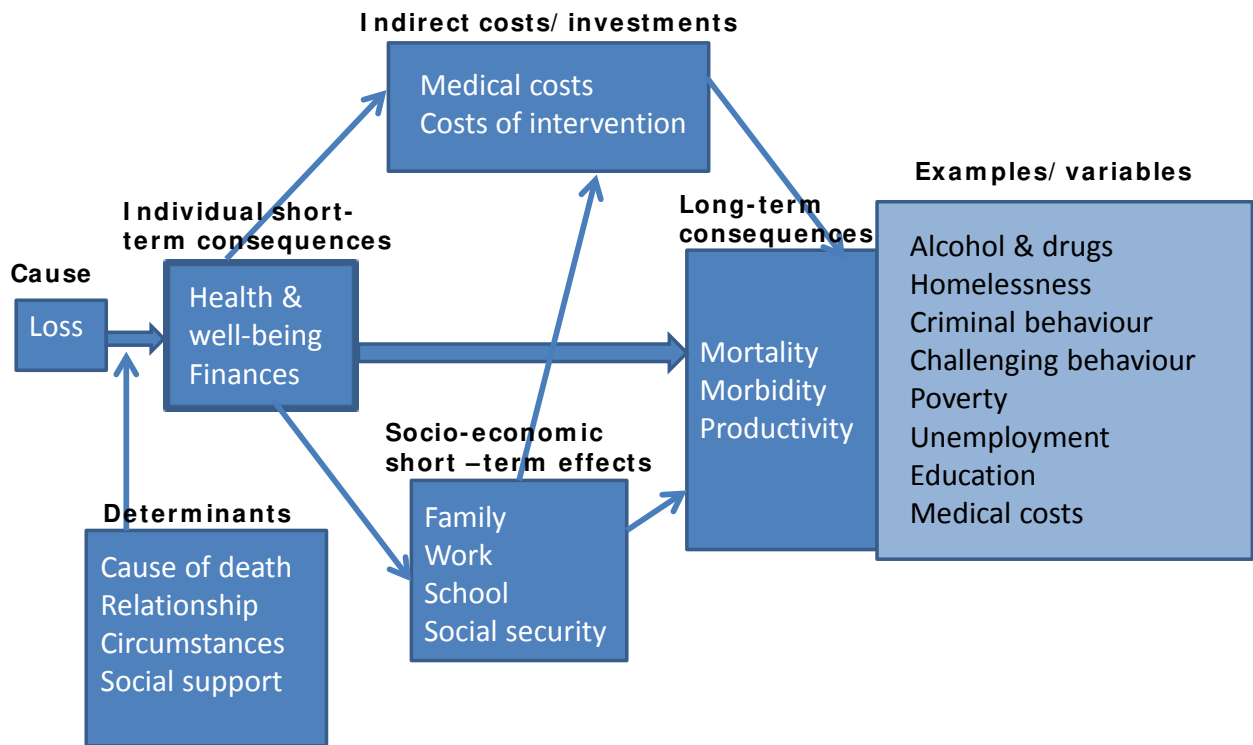 Indirect costs/ investments
Medical costs
Costs of intervention
Examples/ variables
Alcohol & drugs
Homelessness
Criminal behaviour
Challenging behaviour
Poverty
Unemployment
Education
Medical costs
Individual short-
term consequences
Health &
well-being
Finances
Long-term
consequences
Mortality
Morbidity
Productivity
Cause
Loss
Socio-economic
short –term effects
Family
Work
School
Social security
Determinants
Cause of death
Relationship
Circumstances
Social support